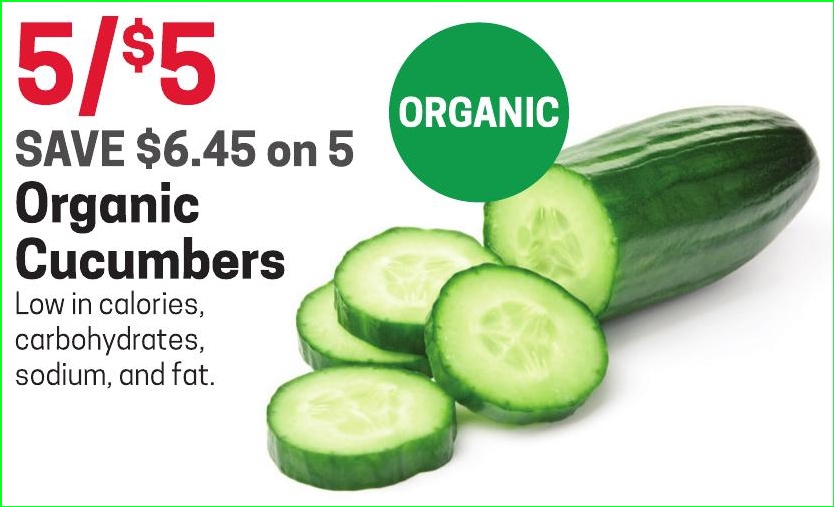 5/$5
SAVE $6.45 on 5
Organic
Cucumbers
Low in calories,
carbohydrates,
sodium, and fat.
ORGANIC